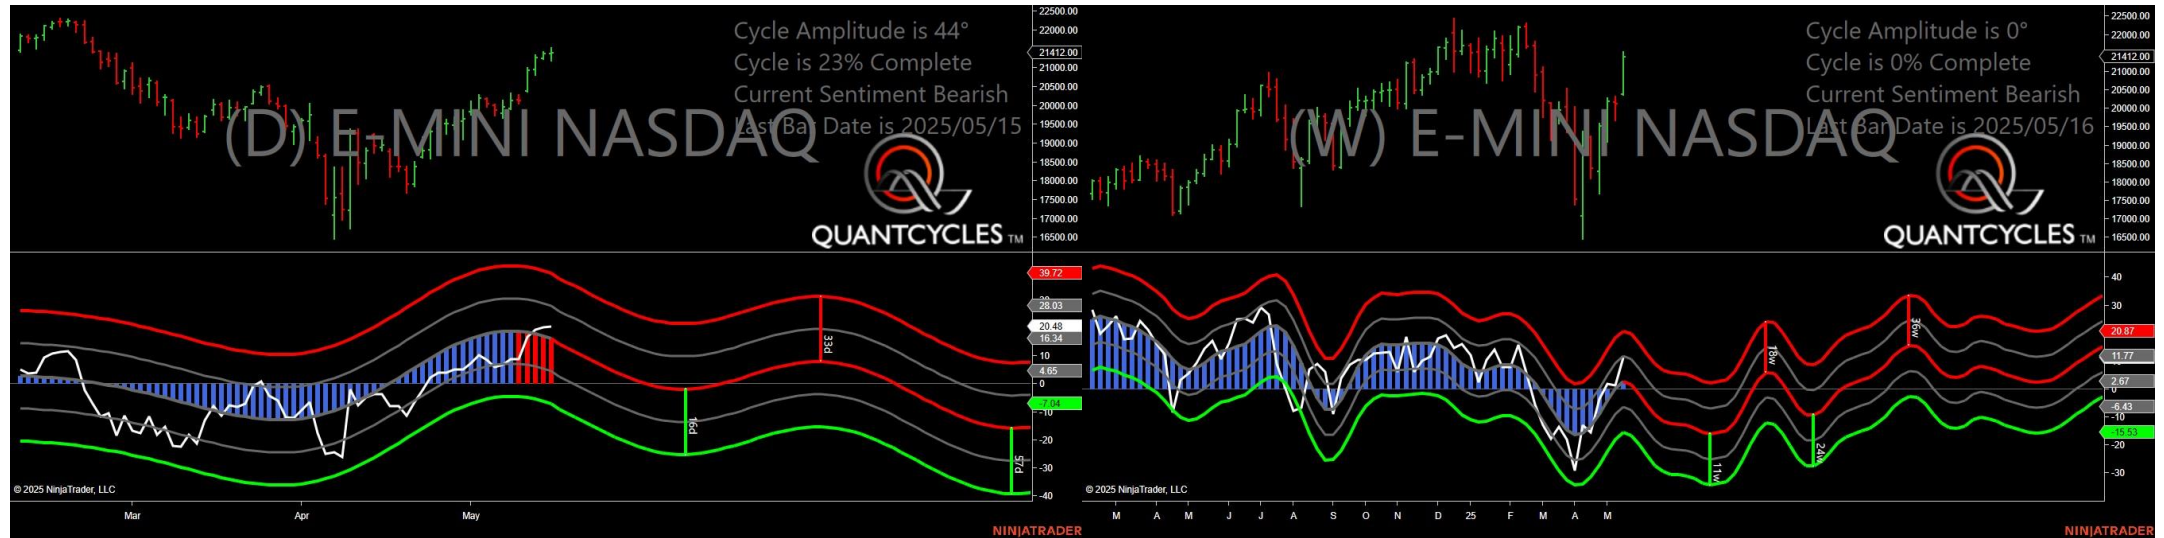 Cycle Amplitude is 44°
Cycle is 23% Complete
Current Sentiment Bearish
Last Bar Date is 2025/05/15
(D) E-MINI NASDAQ
QUANTCYCLES TM
22500.00
22000.00
21412.00
21000.00
20500.00
20000.00
19500.00
19000.00
18500.00
18000.00
17500.00
17000.00
16500.00
39.72
28.03
20.48
16.34
10
4.65
0
-7.04
-10
-20
-30
-40
16d
33d
57d
© 2025 NinjaTrader, LLC
Mar
Apr
May
NINJATRADER
Cycle Amplitude is 0°
Cycle is 0% Complete
Current Sentiment Bearish
Last Bar Date is 2025/05/16
(W) E-MINI NASDAQ
QUANTCYCLES TM
22500.00
22000.00
21412.00
21000.00
20500.00
20000.00
19500.00
19000.00
18500.00
18000.00
17500.00
17000.00
16500.00
40
30
20.87
11.77
2.67
0
-6.43
-10
-15.53
-20
-30
11w
18w
24w
36w
© 2025 NinjaTrader, LLC
M A M J J A S O N D 25 F M A M
NINJATRADER